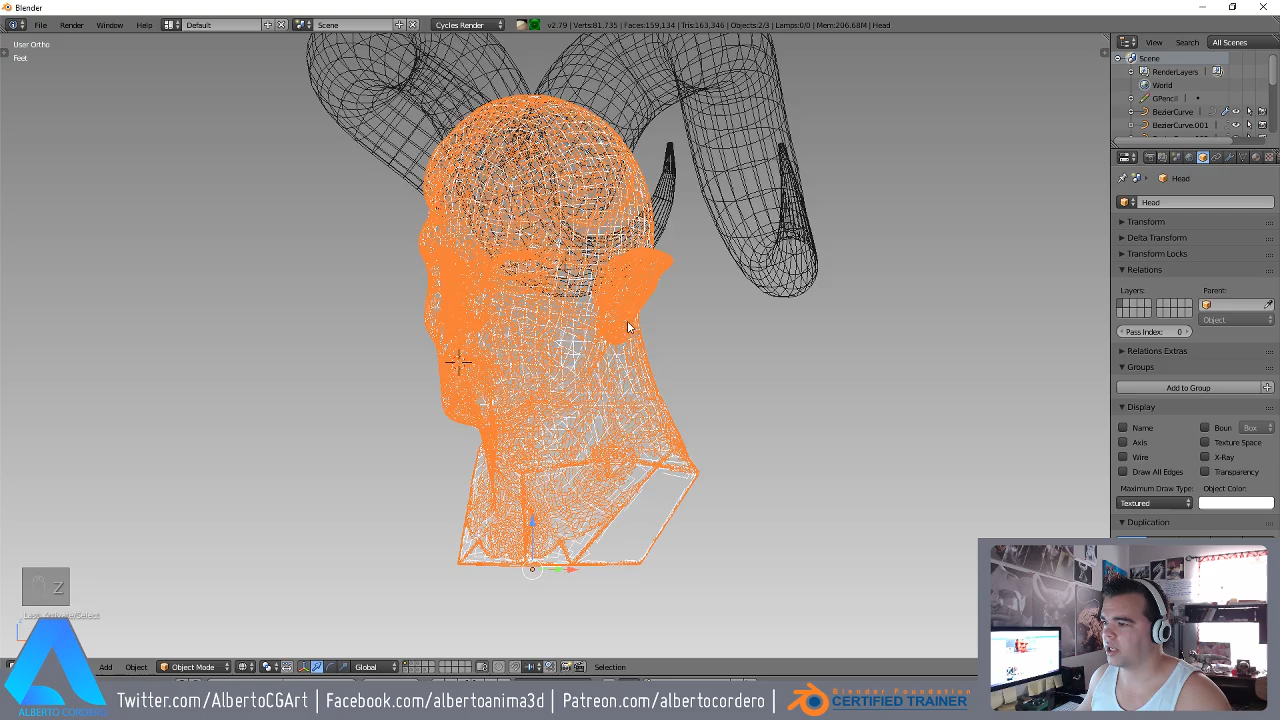 Blender
File Render Window Help Default Scene Cycles Render v2.79 | Verts:81,735 | Faces:159,134 | Tris:163,346 | Objects:2/3 | Lamps:0/0 | Mem:206.68M | Head
View Search All Scenes
User Ortho
Feet
Scene
RenderLayers
World
GPencil
BezierCurve
BezierCurve.001
Head
Head
Transform
Delta Transform
Transform Locks
Relations
Layers: Parent:
Object
Pass Index: 0
Relations Extras
Groups
Add to Group
Display
Name Boun Box
Axis Texture Space
Wire X-Ray
Draw All Edges Transparency
Maximum Draw Type: Object Color:
Textured
Duplication
Z
Add Object Object Mode Global Selection
ALBERTO CORDERO
Twitter.com/AlbertoCGArt | Facebook.com/albertoanima3d | Patreon.com/albertocordero |
Blender Foundation
CERTIFIED TRAINER